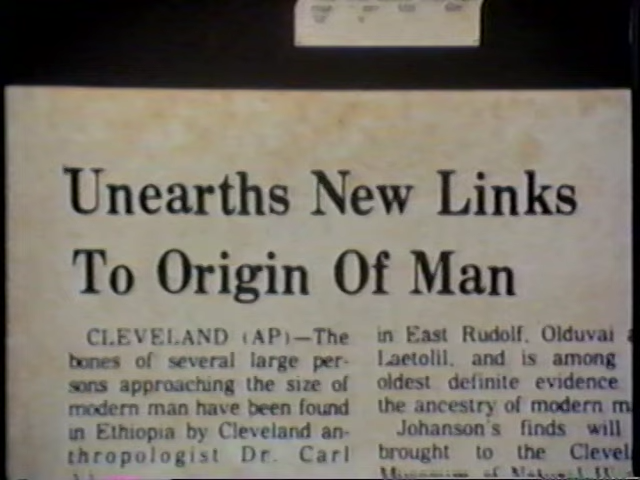 Unearths New Links
To Origin Of Man
CLEVELAND (AP)—The
bones of several large per-
sons approaching the size of
modern man have been found
in Ethiopia by Cleveland an-
thropologist Dr. Carl
in East Rudolf, Olduvai
Laetolil, and is among
oldest definite evidence
the ancestry of modern
Johanson's finds will
brought to the